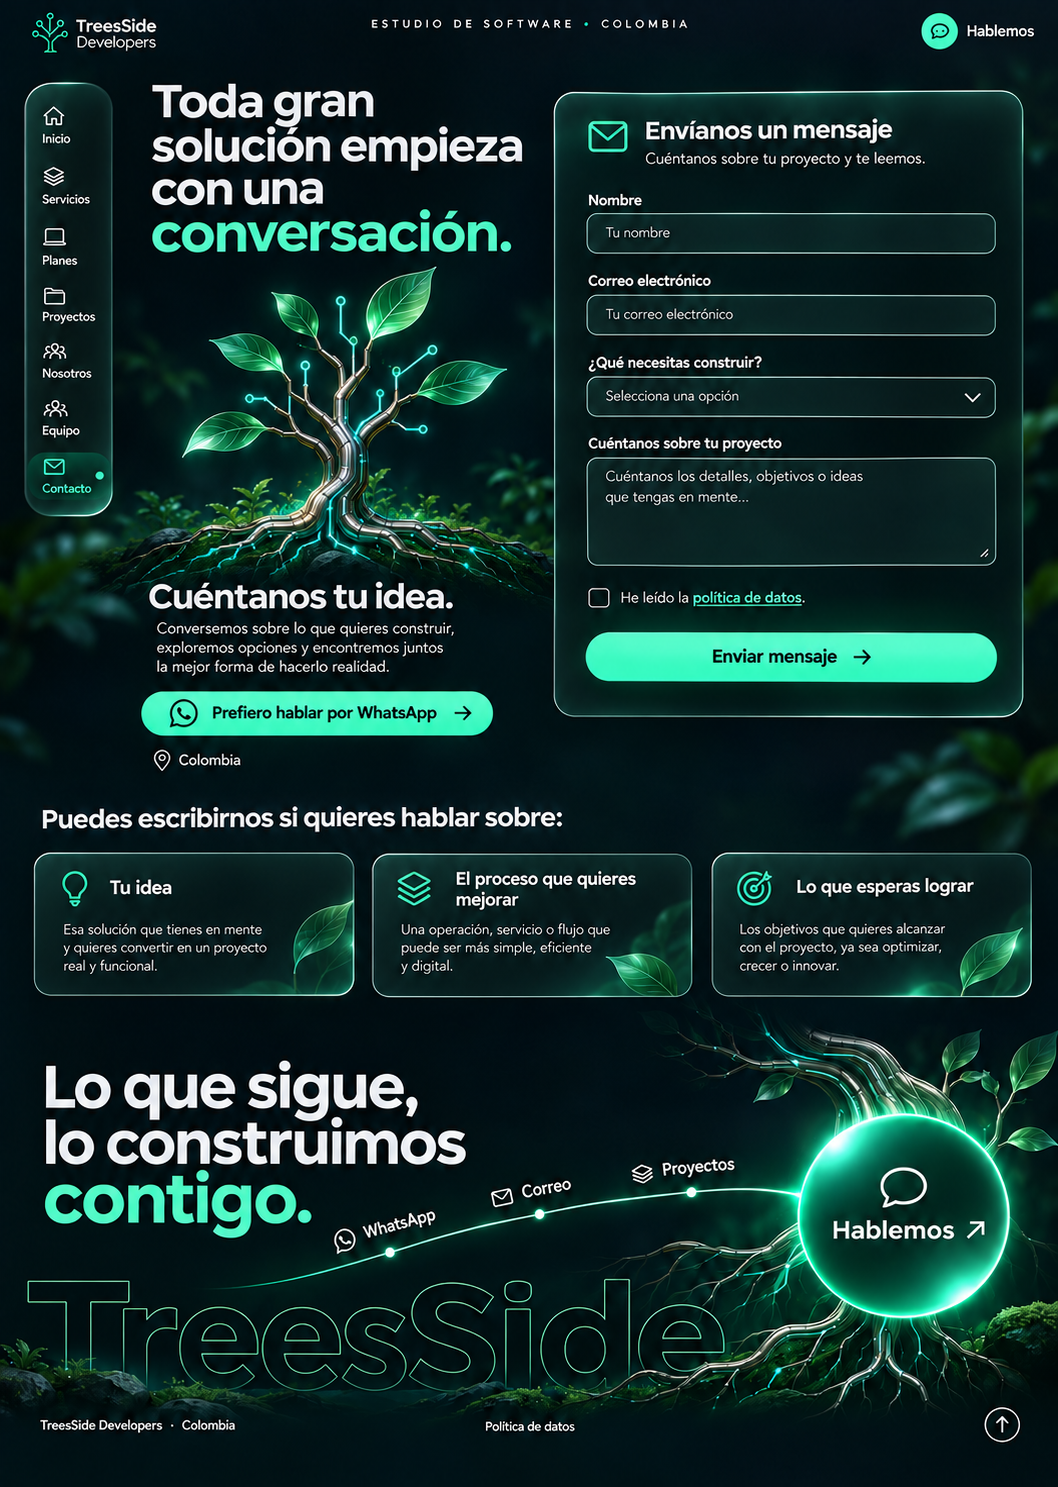 TreesSide
Developers
ESTUDIO DE SOFTWARE • COLOMBIA
Hablemos
Inicio
Servicios
Planes
Proyectos
Nosotros
Equipo
Contacto
Toda gran
solución empieza
con una
conversación.
Cuéntanos tu idea.
Conversemos sobre lo que quieres construir,
exploremos opciones y encontremos juntos
la mejor forma de hacerlo realidad.
Prefiero hablar por WhatsApp →
Colombia
Envíanos un mensaje
Cuéntanos sobre tu proyecto y te leemos.
Nombre
Tu nombre
Correo electrónico
Tu correo electrónico
¿Qué necesitas construir?
Selecciona una opción
Cuéntanos sobre tu proyecto
Cuéntanos los detalles, objetivos o ideas
que tengas en mente...
He leído la política de datos.
Enviar mensaje →
Puedes escribirnos si quieres hablar sobre:
Tu idea
Esa solución que tienes en mente
y quieres convertir en un proyecto
real y funcional.
El proceso que quieres
mejorar
Una operación, servicio o flujo que
puede ser más simple, eficiente
y digital.
Lo que esperas lograr
Los objetivos que quieres alcanzar
con el proyecto, ya sea optimizar,
crecer o innovar.
Lo que sigue,
lo construimos
contigo.
WhatsApp
Correo
Proyectos
Hablemos ↗
TreesSide
TreesSide Developers · Colombia
Política de datos